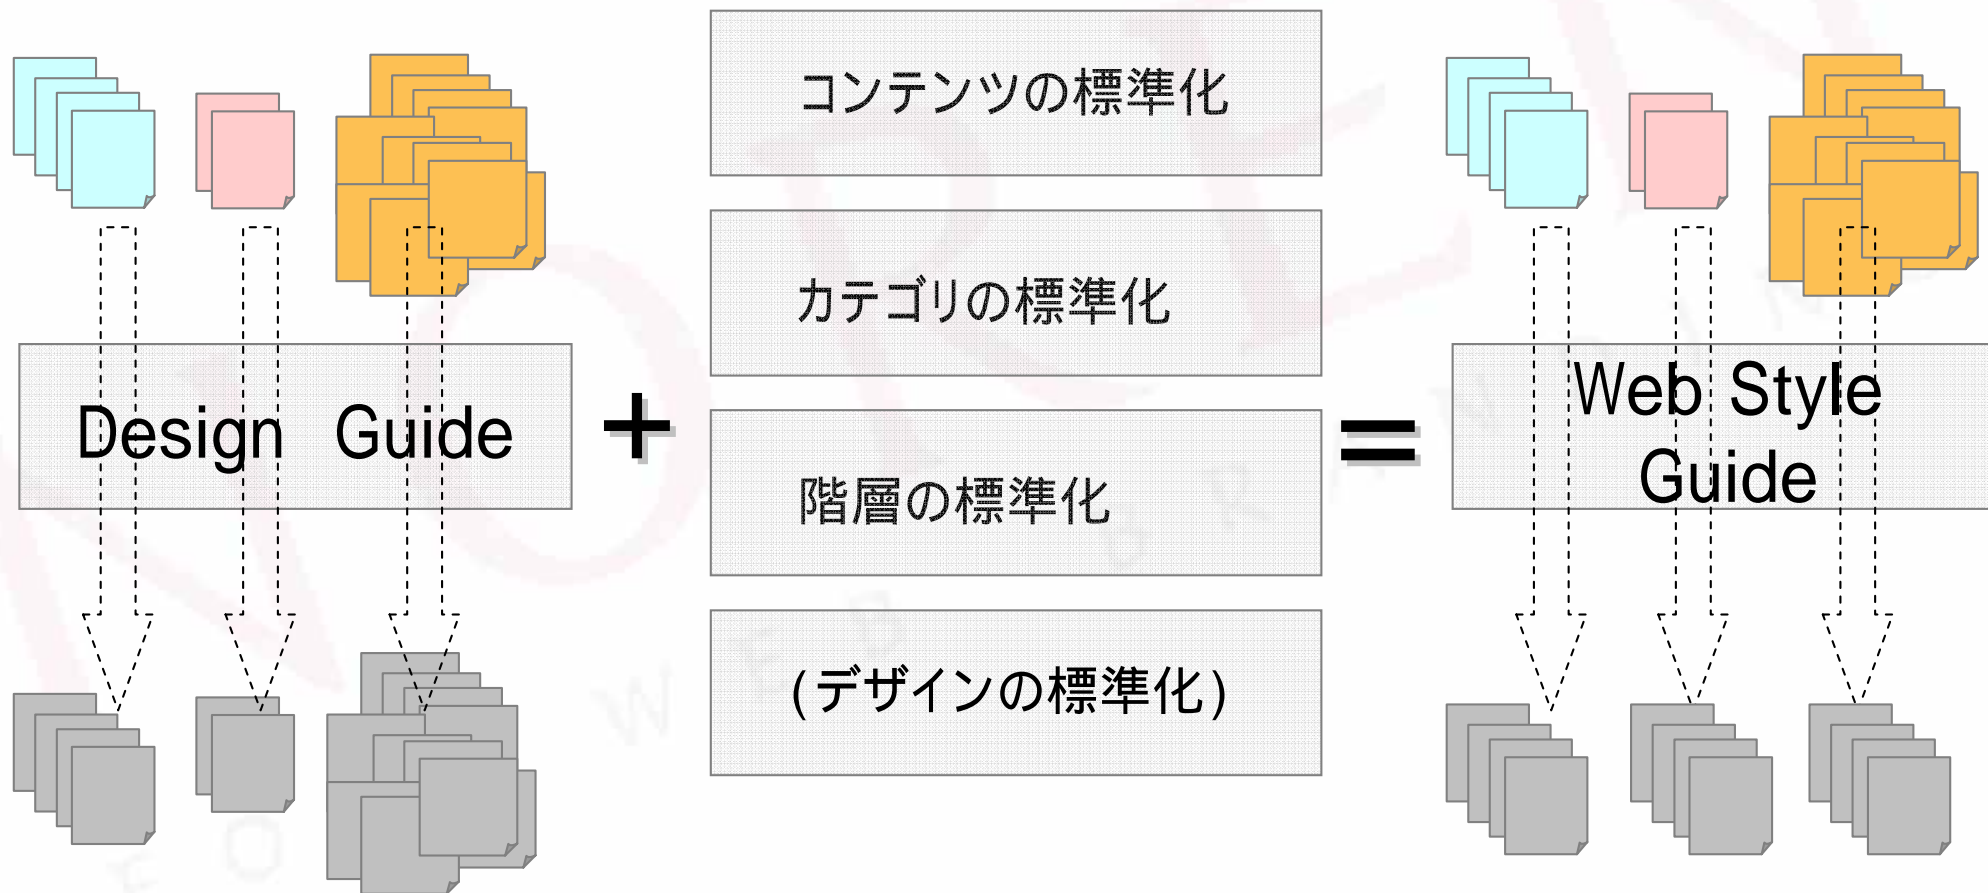 Design Guide
+
コンテンツの標準化
カテゴリの標準化
階層の標準化
(デザインの標準化)
=
Web Style
Guide